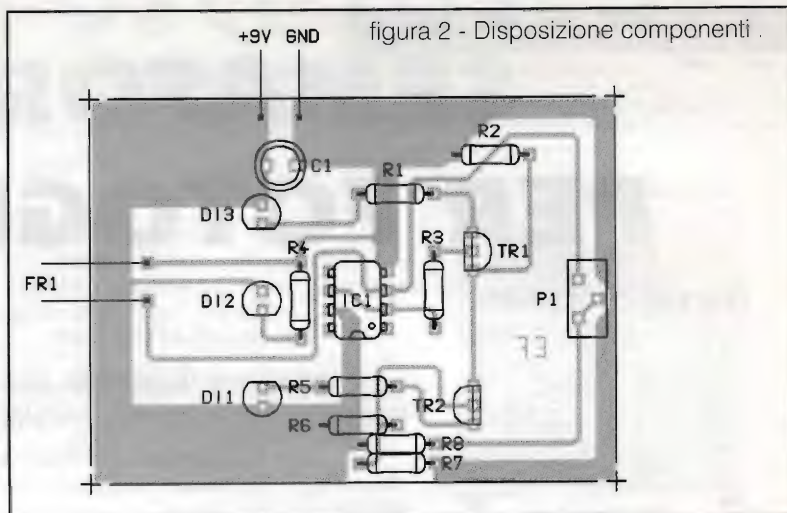 figura 2 - Disposizione componenti .
+9V GND
R2
C1
R1
DI3
R4
R3
TR1
FR1
DI2
IC1
P1
73
DI1
R5
TR2
R6
R8
R7